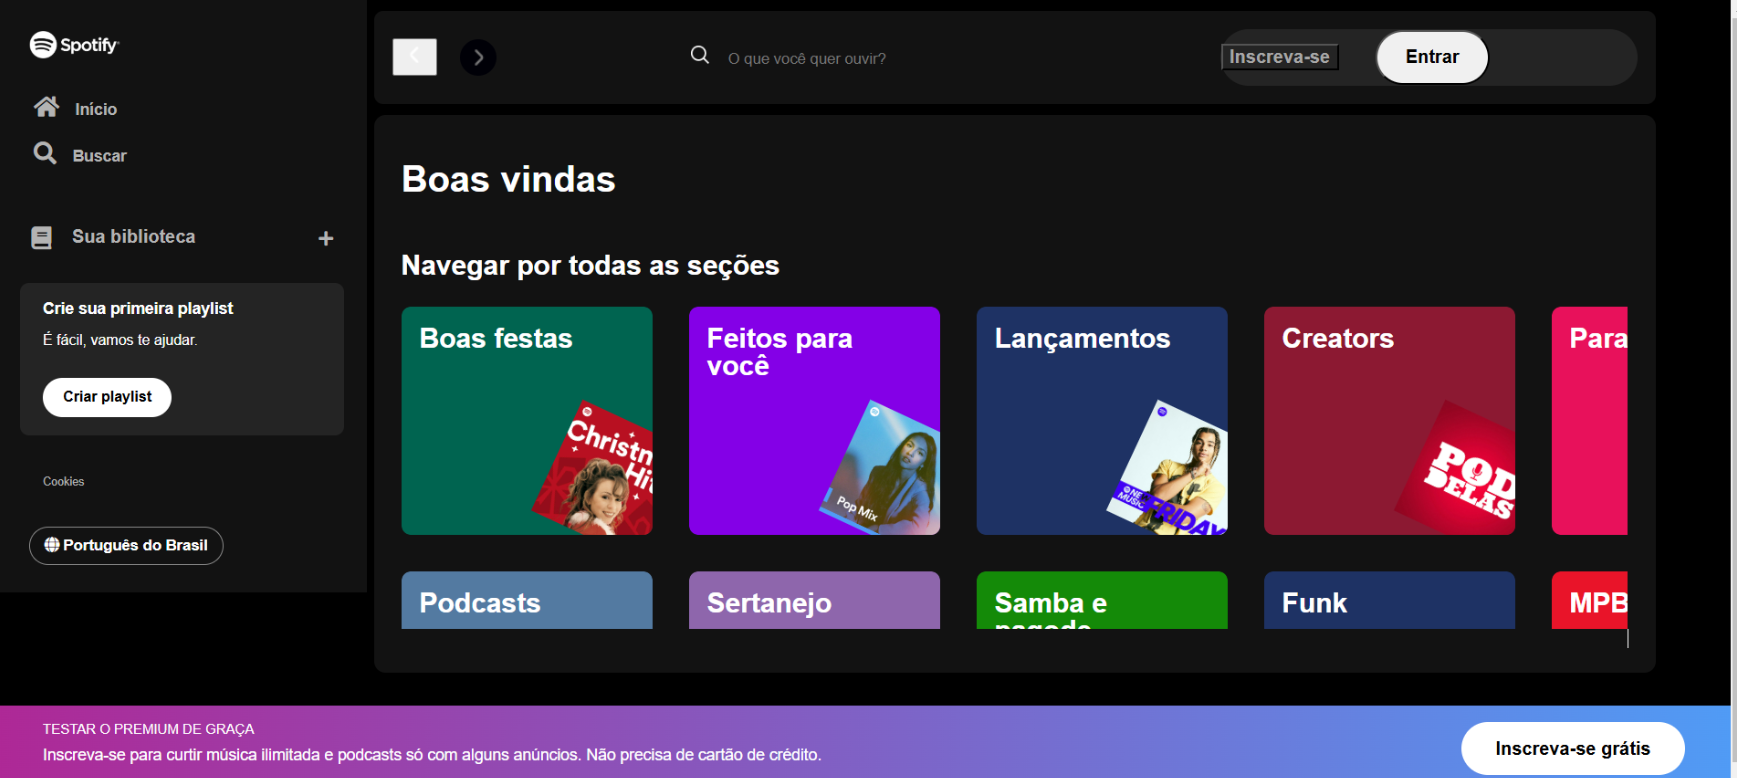 Spotify
Início
Buscar
Sua biblioteca
Crie sua primeira playlist
É fácil, vamos te ajudar.
Criar playlist
Cookies
Português do Brasil
O que você quer ouvir?
Inscreva-se
Entrar
Boas vindas
Navegar por todas as seções
Boas festas
Christm
Hit
Feitos para
você
Pop Mix
Lançamentos
NE
MUSIC
FRIDAY
Creators
POD
DELAS
Para
Podcasts
Sertanejo
Samba e
pagode
Funk
MPB
TESTAR O PREMIUM DE GRAÇA
Inscreva-se para curtir música ilimitada e podcasts só com alguns anúncios. Não precisa de cartão de crédito.
Inscreva-se grátis